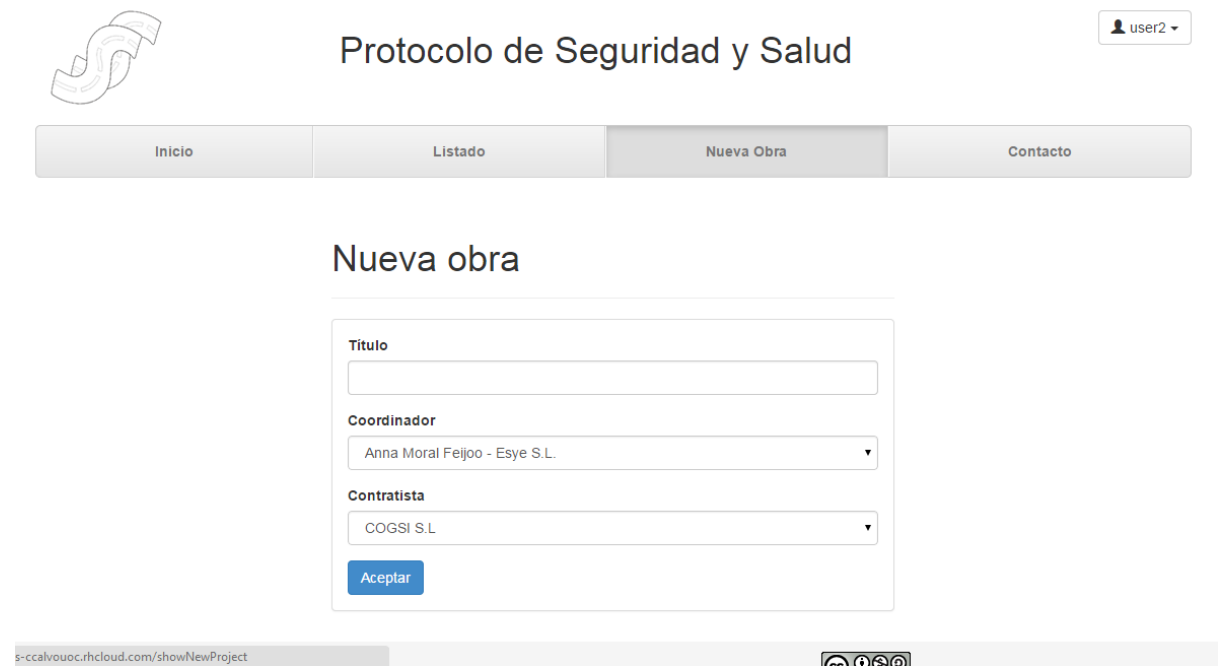 Protocolo de Seguridad y Salud
user2
Inicio Listado Nueva Obra Contacto
Nueva obra
Título
Coordinador
Anna Moral Feijoo - Esye S.L.
Contratista
COGSI S.L
Aceptar
s-ccalvouoc.rhcloud.com/showNewProject
cc